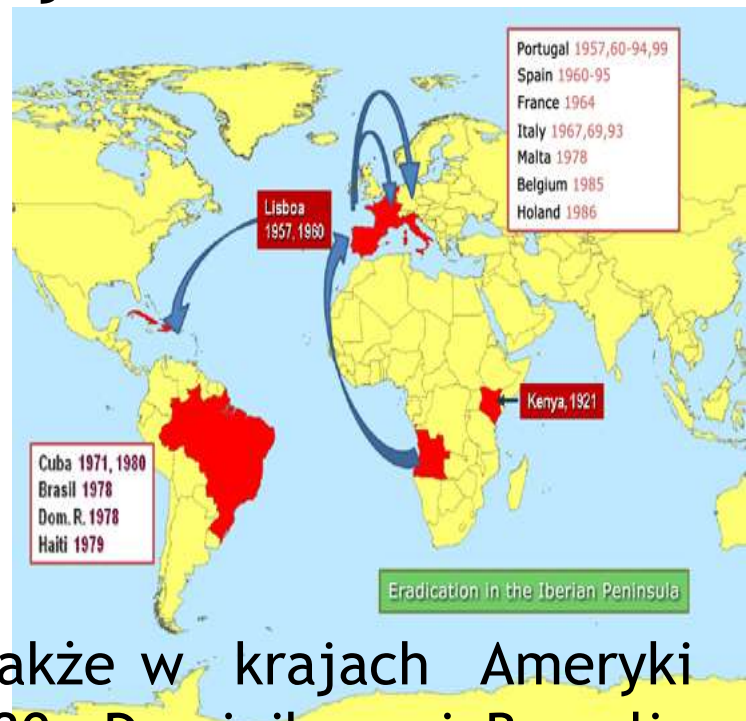 Portugal 1957,60-94,99
Spain 1960-95
France 1964
Italy 1967,69,93
Malta 1978
Belgium 1985
Holand 1986
Lisboa
1957, 1960
Kenya, 1921
Cuba 1971, 1980
Brasil 1978
Dom. R. 1978
Haiti 1979
Eradication in the Iberian Peninsula
także w krajach Ameryki